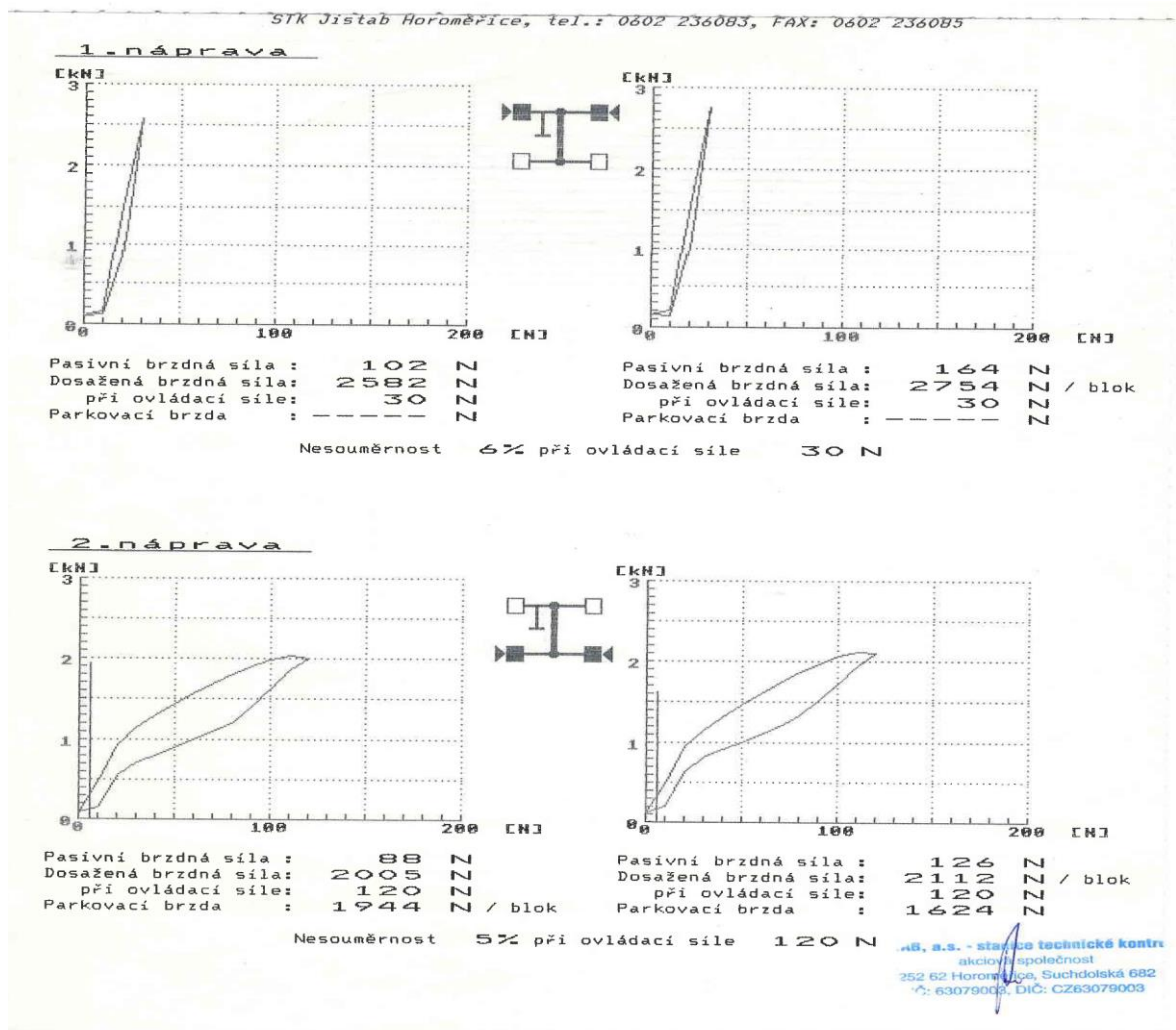 STK Jistab Horoměřice, tel.: 0602 236083, FAX: 0602 236085
1.náprava
[kN]
3
2
1
0
0 100 200 [N]
[kN]
3
2
1
0
0 100 200 [N]
Pasivní brzdná síla : 102 N
Dosažená brzdná síla: 2582 N
při ovládací síle: 30 N
Parkovací brzda : ----- N
Pasivní brzdná síla : 164 N
Dosažená brzdná síla: 2754 N / blok
při ovládací síle: 30 N
Parkovací brzda : ----- N
Nesouměrnost 6% při ovládací síle 30 N
2.náprava
[kN]
3
2
1
0
0 100 200 [N]
[kN]
3
2
1
0
0 100 200 [N]
Pasivní brzdná síla : 88 N
Dosažená brzdná síla: 2005 N
při ovládací síle: 120 N
Parkovací brzda : 1944 N / blok
Pasivní brzdná síla : 126 N
Dosažená brzdná síla: 2112 N / blok
při ovládací síle: 120 N
Parkovací brzda : 1624 N
Nesouměrnost 5% při ovládací síle 120 N
a.s. - stanice technické
akciová společnost
252 62 Horoměřice, Suchdolská 682
63079003, DIČ: CZ63079003